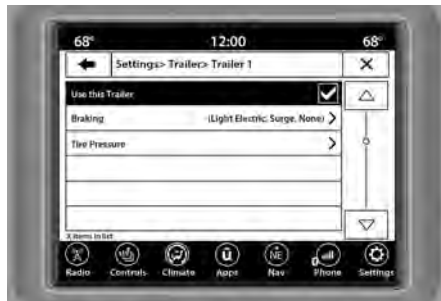 68° 12:00 68°
Settings> Trailer> Trailer 1
Use this Trailer
Braking (Light Electric, Surge, None)
Tire Pressure
X items in list
Radio Controls Climate Apps Nav Phone Settings